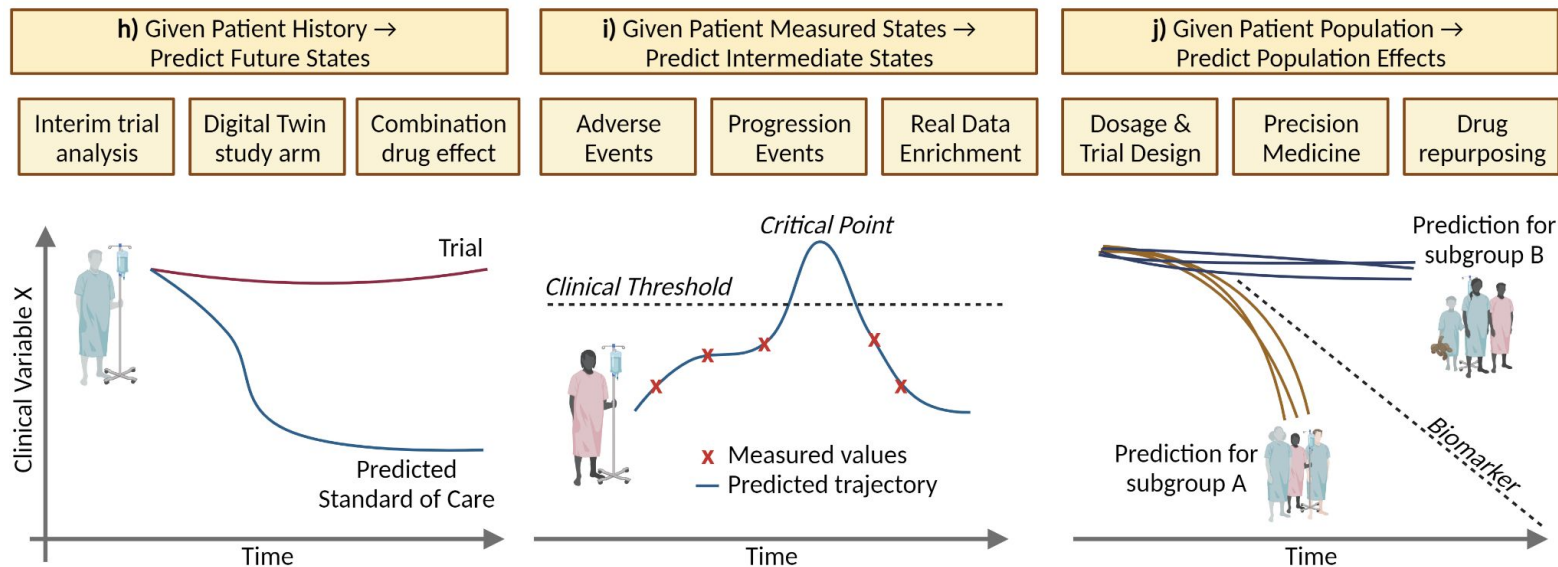 h) Given Patient History →
Predict Future States
i) Given Patient Measured States →
Predict Intermediate States
j) Given Patient Population →
Predict Population Effects
Interim trial
analysis
Digital Twin
study arm
Combination
drug effect
Adverse
Events
Progression
Events
Real Data
Enrichment
Dosage &
Trial Design
Precision
Medicine
Drug
repurposing
Clinical Variable X
Trial
Predicted
Standard of Care
Time
Critical Point
Clinical Threshold
x Measured values
Predicted trajectory
Time
Prediction for
subgroup B
Prediction for
subgroup A
Biomarker
Time